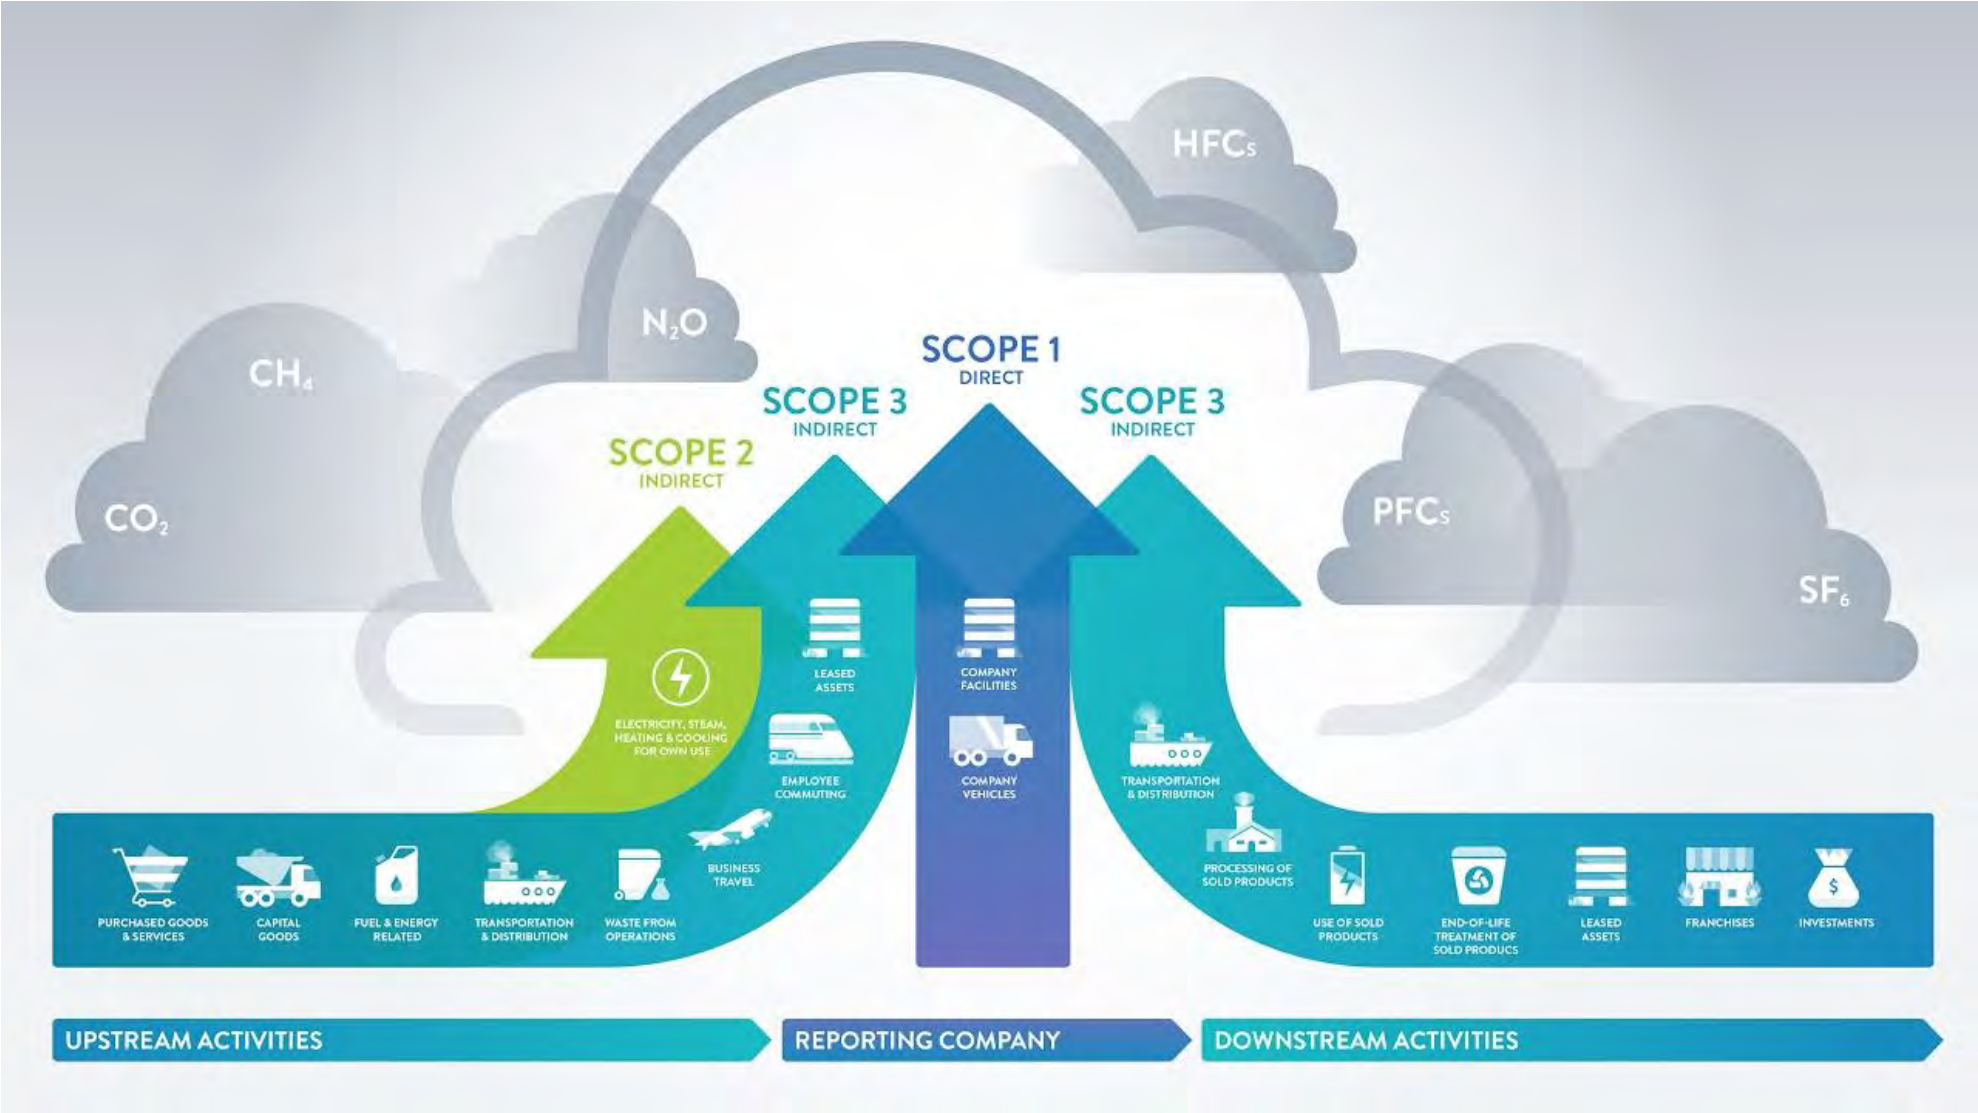 HFCs
N₂O
CH₄
CO₂
PFCs
SF₆
SCOPE 1
DIRECT
SCOPE 3
INDIRECT
SCOPE 3
INDIRECT
SCOPE 2
INDIRECT
ELECTRICITY, STEAM,
HEATING & COOLING
FOR OWN USE
LEASED
ASSETS
EMPLOYEE
COMMUTING
BUSINESS
TRAVEL
COMPANY
FACILITIES
COMPANY
VEHICLES
TRANSPORTATION
& DISTRIBUTION
PROCESSING OF
SOLD PRODUCTS
PURCHASED GOODS
& SERVICES
CAPITAL
GOODS
FUEL & ENERGY
RELATED
TRANSPORTATION
& DISTRIBUTION
WASTE FROM
OPERATIONS
USE OF SOLD
PRODUCTS
END-OF-LIFE
TREATMENT OF
SOLD PRODUCS
LEASED
ASSETS
FRANCHISES
$
INVESTMENTS
UPSTREAM ACTIVITIES
REPORTING COMPANY
DOWNSTREAM ACTIVITIES